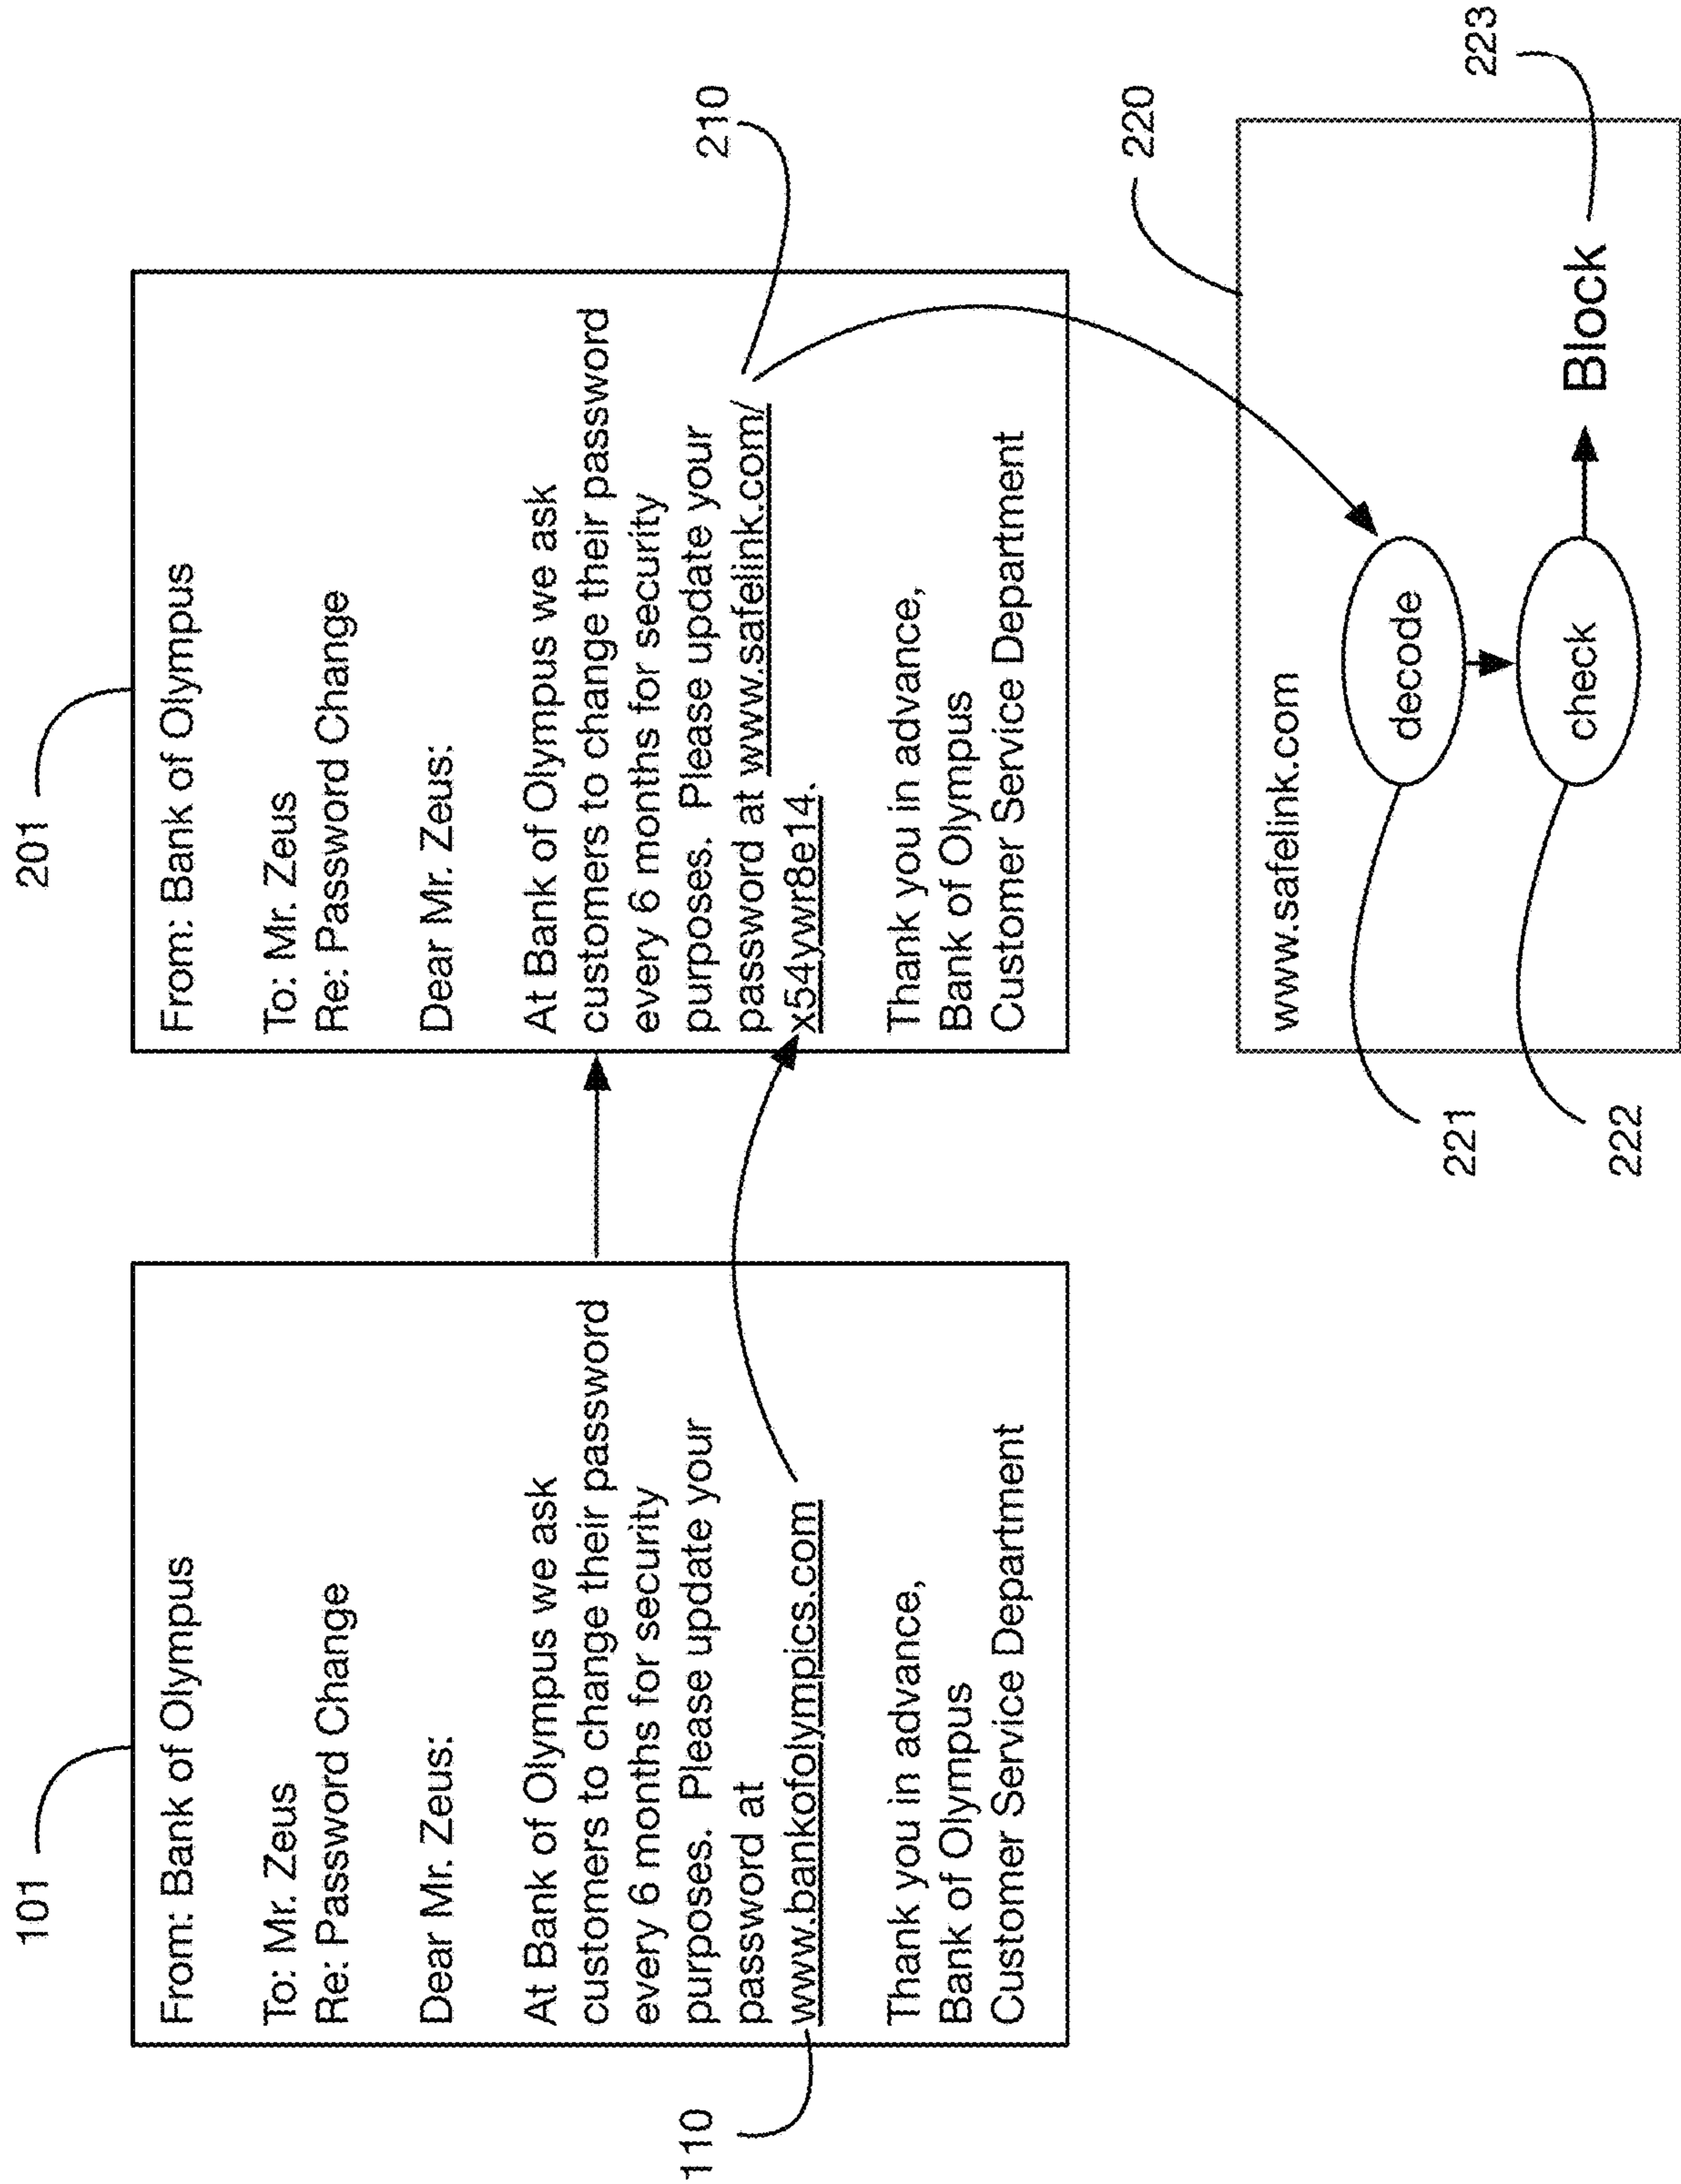 101
From: Bank of Olympus
To: Mr. Zeus
Re: Password Change
Dear Mr. Zeus:
At Bank of Olympus we ask
customers to change their password
every 6 months for security
purposes.  Please update your
password at
www.bankofolympics.com
Thank you in advance,
Bank of Olympus
Customer Service Department
110
201
From: Bank of Olympus
To: Mr. Zeus
Re: Password Change
Dear Mr. Zeus:
At Bank of Olympus we ask
customers to change their password
every 6 months for security
purposes.  Please update your
password at www.safelink.com/
x54ywr8e14.
Thank you in advance,
Bank of Olympus
Customer Service Department
210
220
www.safelink.com
decode
check
Block
221
222
223